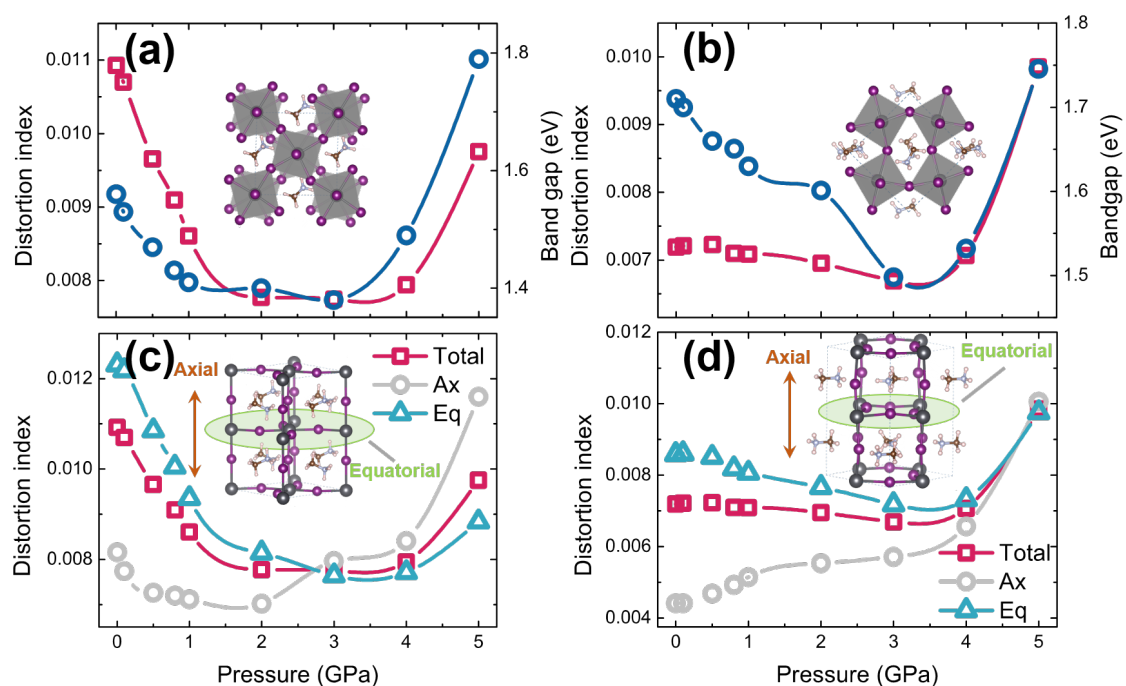 (a)
Distortion index
0.011
0.010
0.009
0.008
1.8
1.6
1.4
Band gap (eV)
(b)
Distortion index
0.010
0.009
0.008
0.007
1.8
1.7
1.6
1.5
Bandgap (eV)
(c)
Distortion index
0.012
0.010
0.008
Axial
Equatorial
Total
Ax
Eq
0 1 2 3 4 5
Pressure (GPa)
(d)
Distortion index
0.012
0.010
0.008
0.006
0.004
Axial
Equatorial
Total
Ax
Eq
0 1 2 3 4 5
Pressure (GPa)